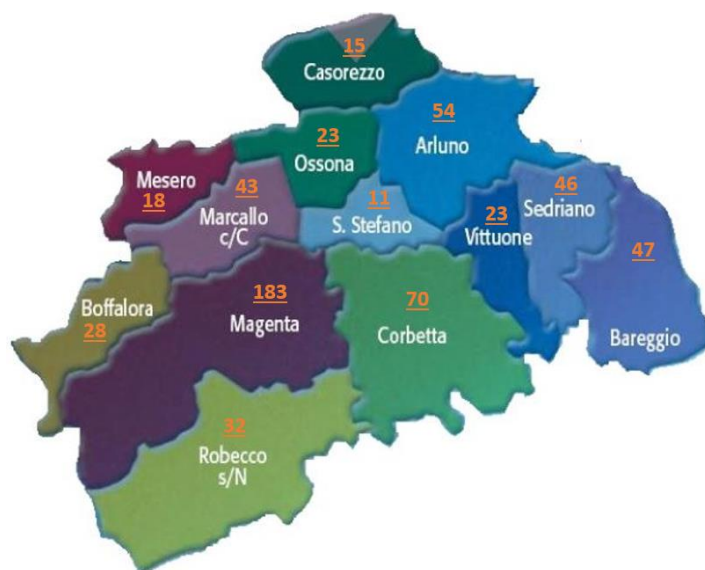 15
Casorezzo
54
Arluno
23
Ossona
Mesero
18
43
Marcallo
c/C
11
S. Stefano
23
Vittuone
46
Sedriano
47
Bareggio
Boffalora
28
183
Magenta
70
Corbetta
32
Robecco
s/N